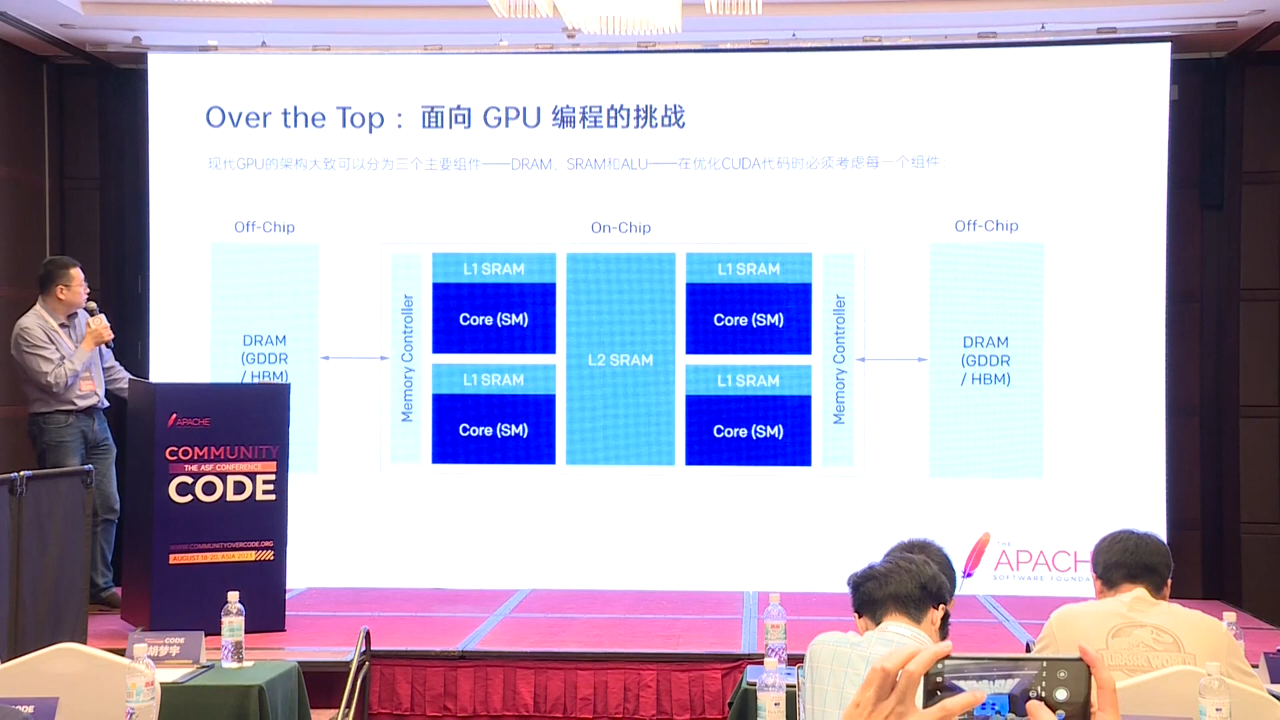 Over the Top： 面向 GPU 编程的挑战
现代GPU的架构大致可以分为三个主要组件——DRAM、SRAM和ALU——在优化CUDA代码时必须考虑每一个组件
Off-Chip
On-Chip
Off-Chip
DRAM
(GDDR
/ HBM)
Memory Controller
L1 SRAM
Core (SM)
L1 SRAM
Core (SM)
L2 SRAM
L1 SRAM
Core (SM)
L1 SRAM
Core (SM)
Memory Controller
DRAM
(GDDR
/ HBM)
THE
APACH
SOFTWARE FOUNDA
APACHE
COMMUNITY
THE ASF CONFERENCE
CODE
WWW.COMMUNITYOVERCODE.ORG
AUGUST 18-20, ASIA 2023
CODE
胡梦宇
JURASSIC WORLD
CODE